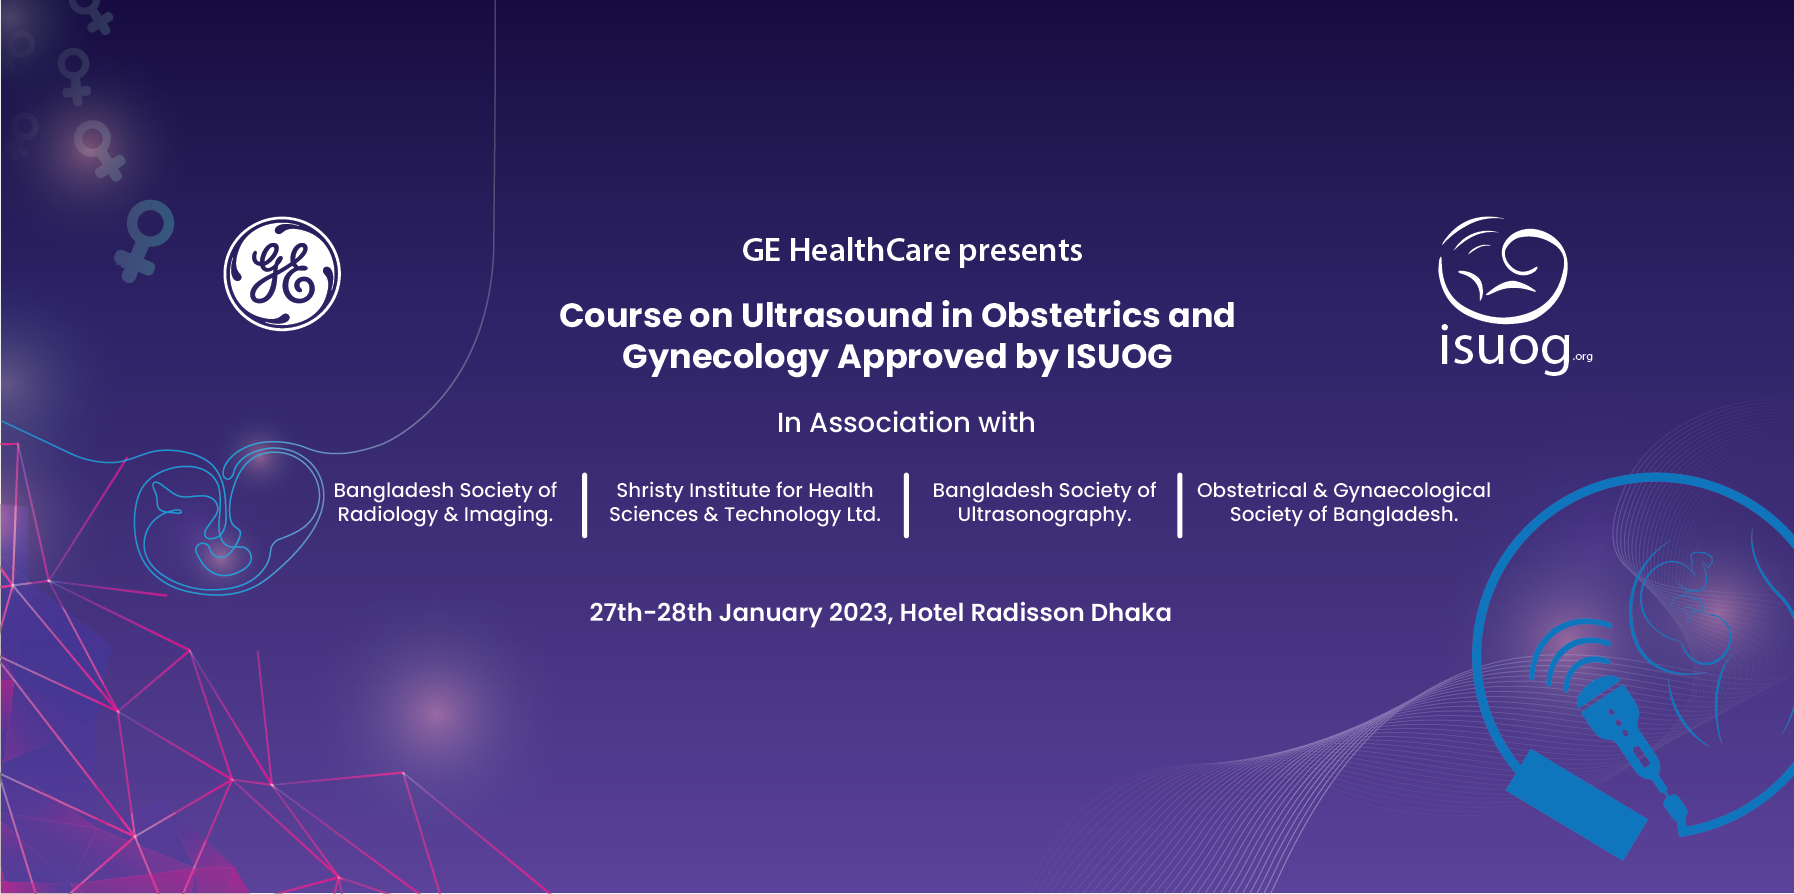 GE
GE HealthCare presents
Course on Ultrasound in Obstetrics and
Gynecology Approved by ISUOG
isuog.org
In Association with
Bangladesh Society of
Radiology & Imaging.
Shristy Institute for Health
Sciences & Technology Ltd.
Bangladesh Society of
Ultrasonography.
Obstetrical & Gynaecological
Society of Bangladesh.
27th-28th January 2023, Hotel Radisson Dhaka